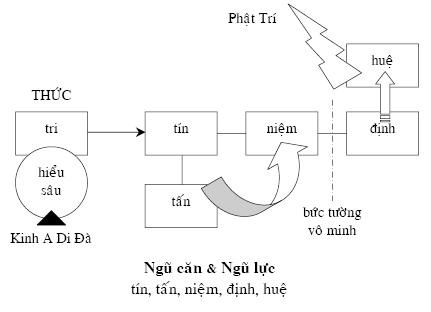 Phật Trí
huệ
THỨC
tri
tín
niệm
định
hiểu
sâu
tấn
Kinh A Di Đà
bức tường
vô minh
Ngũ căn & Ngũ lực
tín, tấn, niệm, định, huệ